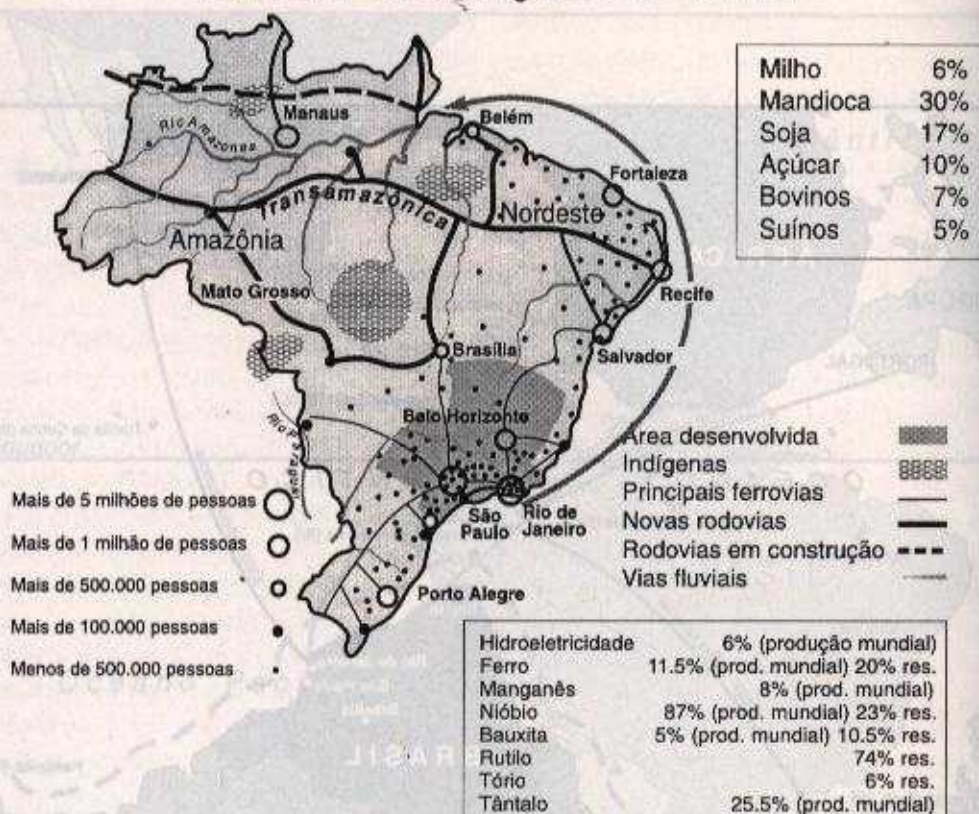 Milho 6%
Mandioca 30%
Soja 17%
Açúcar 10%
Bovinos 7%
Suínos 5%
Manaus
Rio Amazonas
Belém
Fortaleza
Transamazônica
Nordeste
Amazônia
Mato Grosso
Recife
Brasília
Salvador
Belo Horizonte
São Paulo
Rio de Janeiro
Porto Alegre
Área desenvolvida
Indígenas
Principais ferrovias
Novas rodovias
Rodovias em construção
Vias fluviais
Mais de 5 milhões de pessoas
Mais de 1 milhão de pessoas
Mais de 500.000 pessoas
Mais de 100.000 pessoas
Menos de 500.000 pessoas
Hidroeletricidade 6% (produção mundial)
Ferro 11.5% (prod. mundial) 20% res.
Manganês 8% (prod. mundial)
Nióbio 87% (prod. mundial) 23% res.
Bauxita 5% (prod. mundial) 10.5% res.
Rutilo 74% res.
Tório 6% res.
Tântalo 25.5% (prod. mundial)